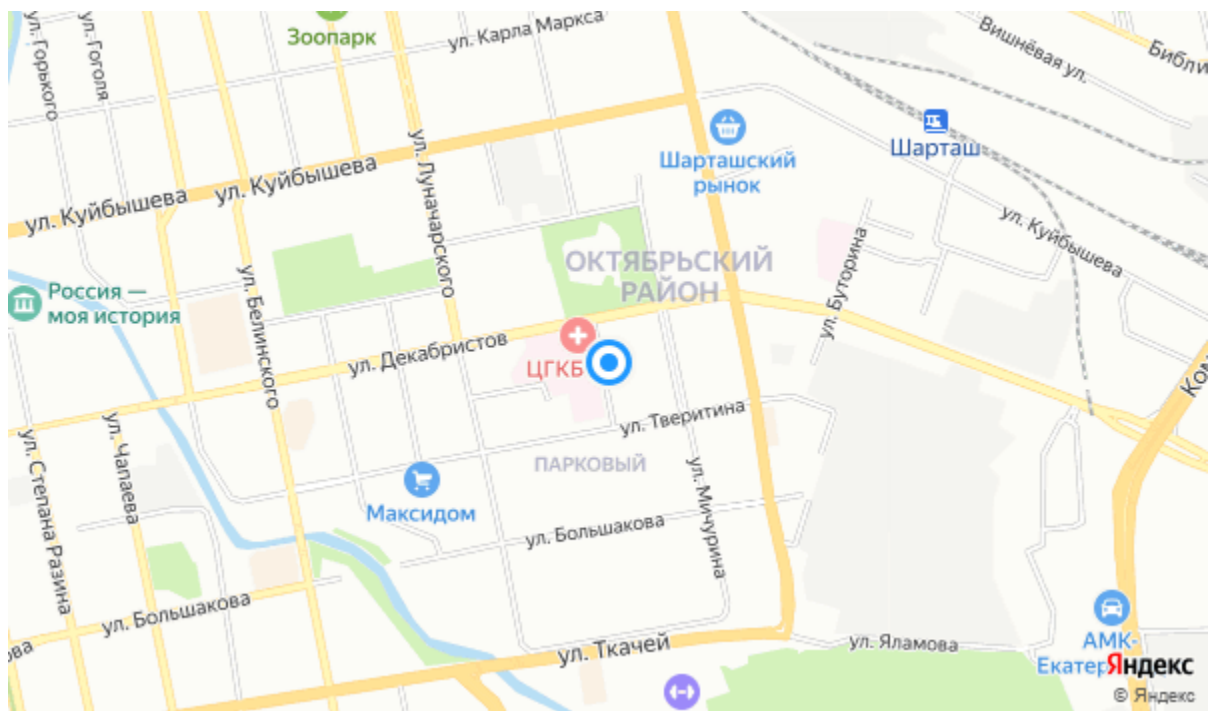 Зоопарк
ул. Карла Маркса
ул. Горького
ул. Гоголя
Вишнёвая ул.
Шарташ
Шарташский
рынок
ул. Куйбышева
ул. Куйбышева
ул. Луначарского
ул. Куйбышева
ОКТЯБРЬСКИЙ
РАЙОН
ул. Буторина
Россия —
моя история
ул. Белинского
ул. Декабристов
ЦГКБ
ул. Тверитина
ПАРКОВЫЙ
ул. Мичурина
ул. Чапаева
ул. Степана Разина
Максидом
ул. Большакова
ул. Большакова
ул. Ткачей
ул. Яламова
АМК-
Яндекс
© Яндекс